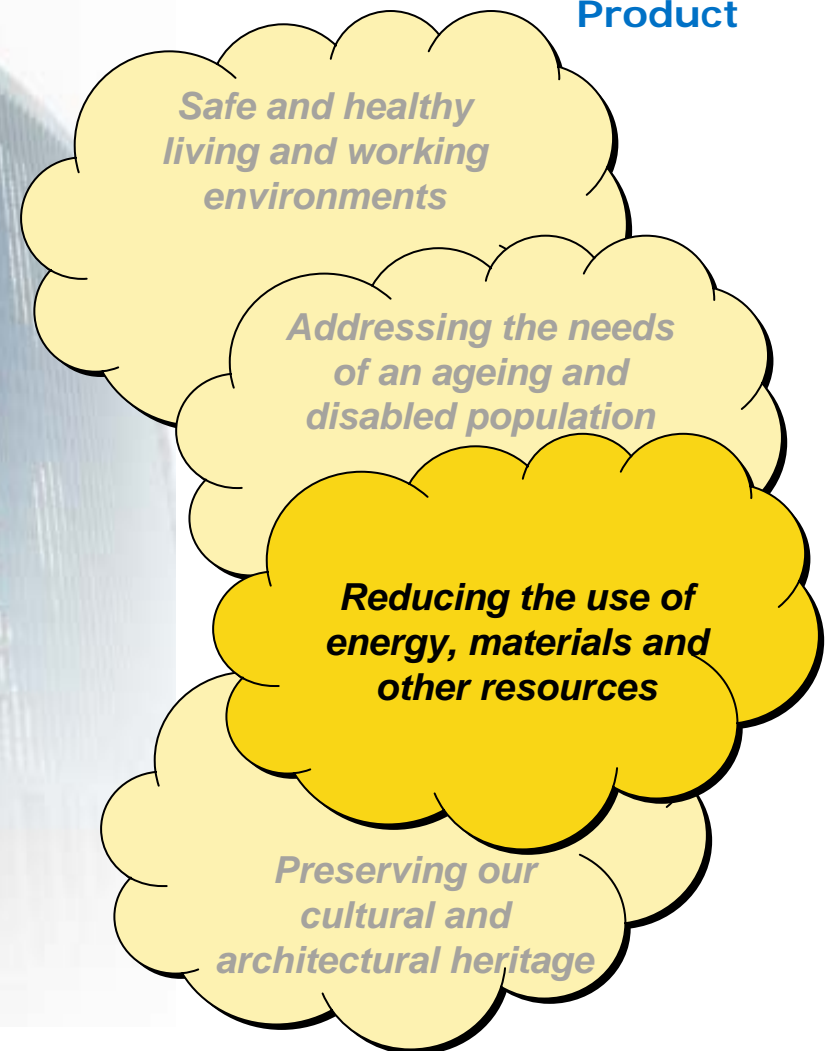 Product
Safe and healthy
living and working
environments
Addressing the needs
of an ageing and
disabled population
Reducing the use of
energy, materials and
other resources
Preserving our
cultural and
architectural heritage